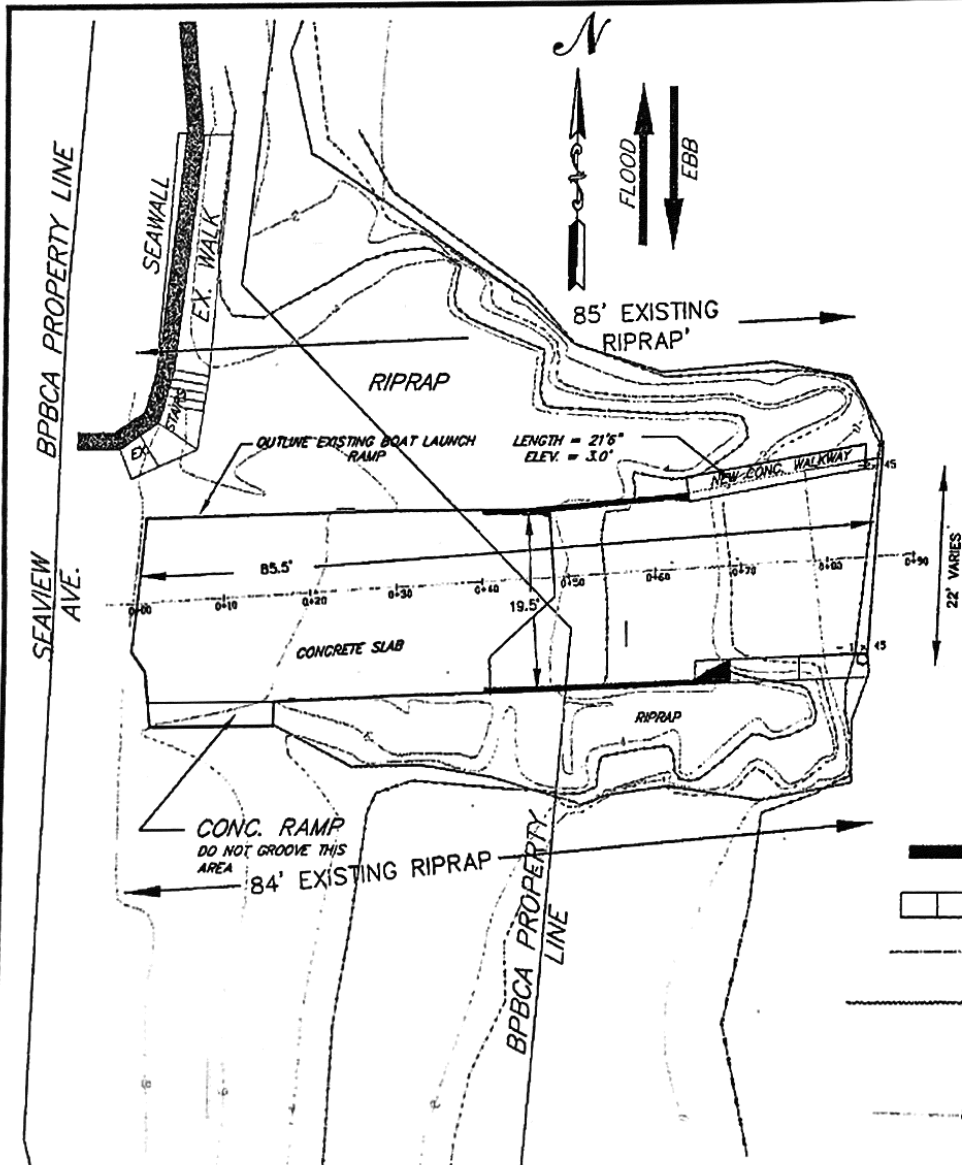 N
FLOOD
EBB
SEAWALL
EX. WALK
BPBCA PROPERTY LINE
85' EXISTING
RIPRAP'
RIPRAP
STAIRS
EX.
OUTLINE EXISTING BOAT LAUNCH
RAMP
LENGTH = 21'6"
ELEV. = 3.0'
NEW CONC. WALKWAY
45
22' VARIES
SEAVIEW
AVE.
85.5'
0+00
0+10
0+20
0+30
0+40
0+50
0+60
0+70
0+90
19.5'
CONCRETE SLAB
45
RIPRAP
CONC. RAMP
DO NOT GROOVE THIS
AREA
84' EXISTING RIPRAP
BPBCA PROPERTY
LINE